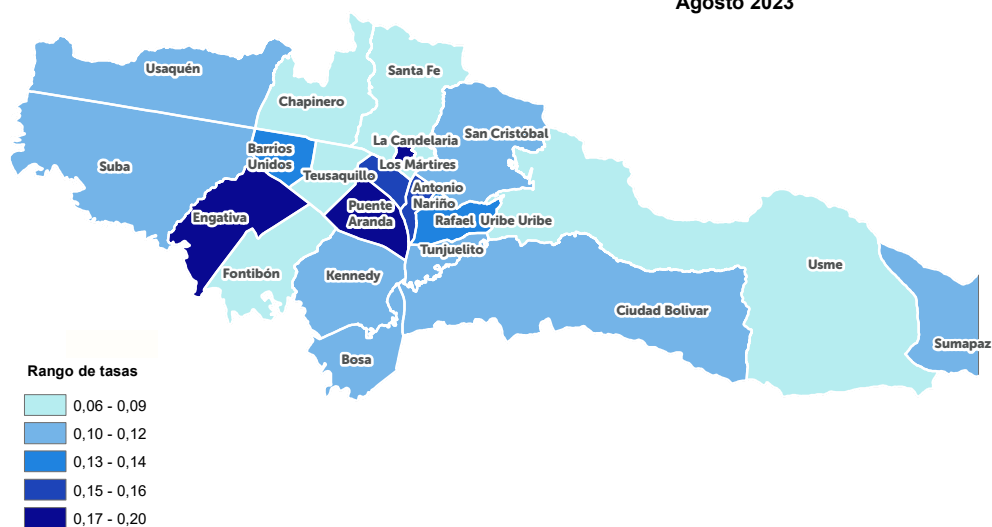 Agosto 2023
Usaquén
Santa Fe
Chapinero
San Cristóbal
La Candelaria
Barrios
Unidos
Suba
Los Mártires
Teusaquillo
Antonio
Nariño
Puente
Aranda
Engativa
Rafael Uribe Uribe
Tunjuelito
Usme
Fontibón
Kennedy
Ciudad Bolivar
Sumapaz
Bosa
Rango de tasas
0,06 - 0,09
0,10 - 0,12
0,13 - 0,14
0,15 - 0,16
0,17 - 0,20